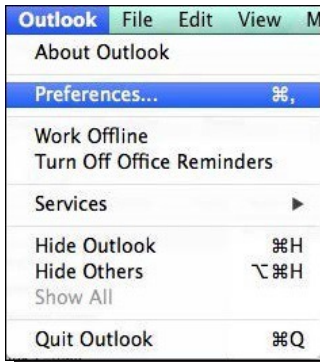 Outlook File Edit View M
About Outlook
Preferences... ⌘,
Work Offline
Turn Off Office Reminders
Services ▶
Hide Outlook ⌘H
Hide Others ⌥⌘H
Show All
Quit Outlook ⌘Q